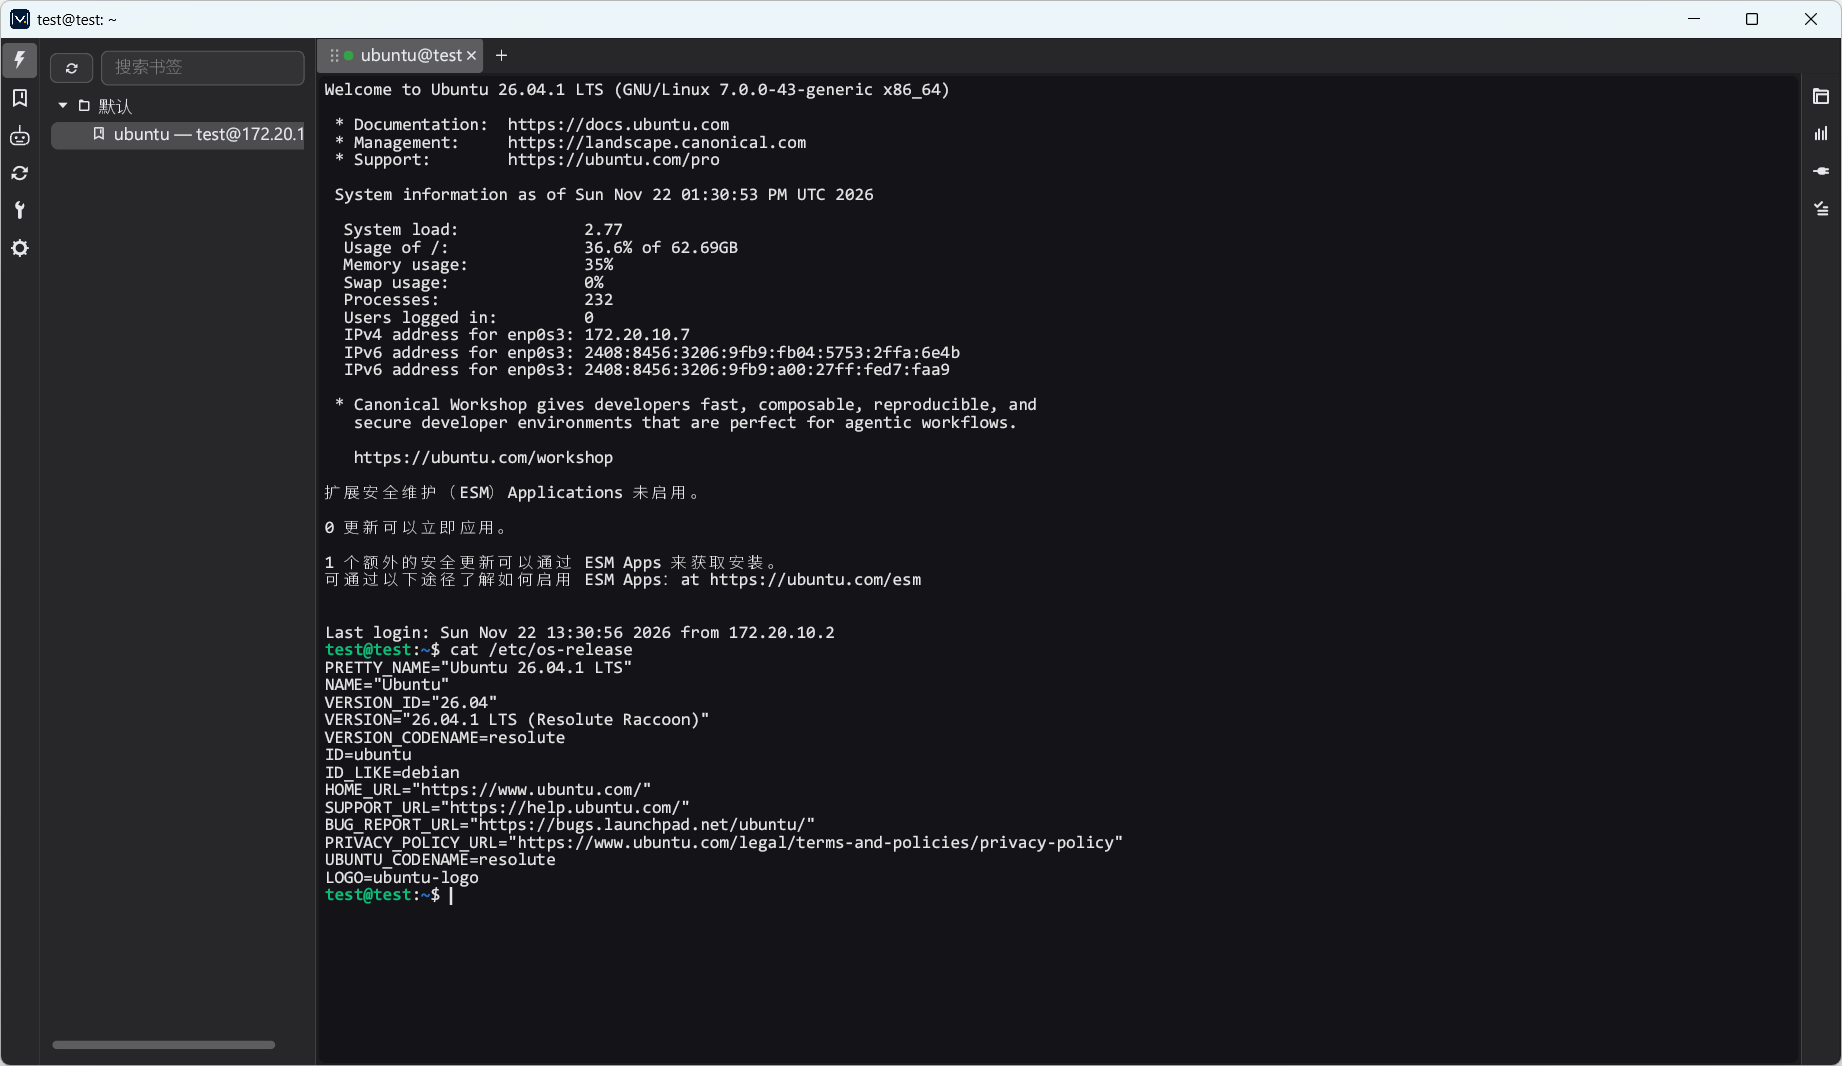 test@test: ~
搜索书签
默认
ubuntu — test@172.20.1
ubuntu@test
Welcome to Ubuntu 26.04.1 LTS (GNU/Linux 7.0.0-43-generic x86_64)
* Documentation:  https://docs.ubuntu.com
* Management:     https://landscape.canonical.com
* Support:        https://ubuntu.com/pro
System information as of Sun Nov 22 01:30:53 PM UTC 2026
System load:             2.77
Usage of /:              36.6% of 62.69GB
Memory usage:            35%
Swap usage:              0%
Processes:               232
Users logged in:         0
IPv4 address for enp0s3: 172.20.10.7
IPv6 address for enp0s3: 2408:8456:3206:9fb9:fb04:5753:2ffa:6e4b
IPv6 address for enp0s3: 2408:8456:3206:9fb9:a00:27ff:fed7:faa9
* Canonical Workshop gives developers fast, composable, reproducible, and
secure developer environments that are perfect for agentic workflows.
https://ubuntu.com/workshop
扩展安全维护（ESM）Applications 未启用。
0 更新可以立即应用。
1 个额外的安全更新可以通过 ESM Apps 来获取安装。
可通过以下途径了解如何启用 ESM Apps：at https://ubuntu.com/esm
Last login: Sun Nov 22 13:30:56 2026 from 172.20.10.2
test@test:~$ cat /etc/os-release
PRETTY_NAME="Ubuntu 26.04.1 LTS"
NAME="Ubuntu"
VERSION_ID="26.04"
VERSION="26.04.1 LTS (Resolute Raccoon)"
VERSION_CODENAME=resolute
ID=ubuntu
ID_LIKE=debian
HOME_URL="https://www.ubuntu.com/"
SUPPORT_URL="https://help.ubuntu.com/"
BUG_REPORT_URL="https://bugs.launchpad.net/ubuntu/"
PRIVACY_POLICY_URL="https://www.ubuntu.com/legal/terms-and-policies/privacy-policy"
UBUNTU_CODENAME=resolute
LOGO=ubuntu-logo
test@test:~$